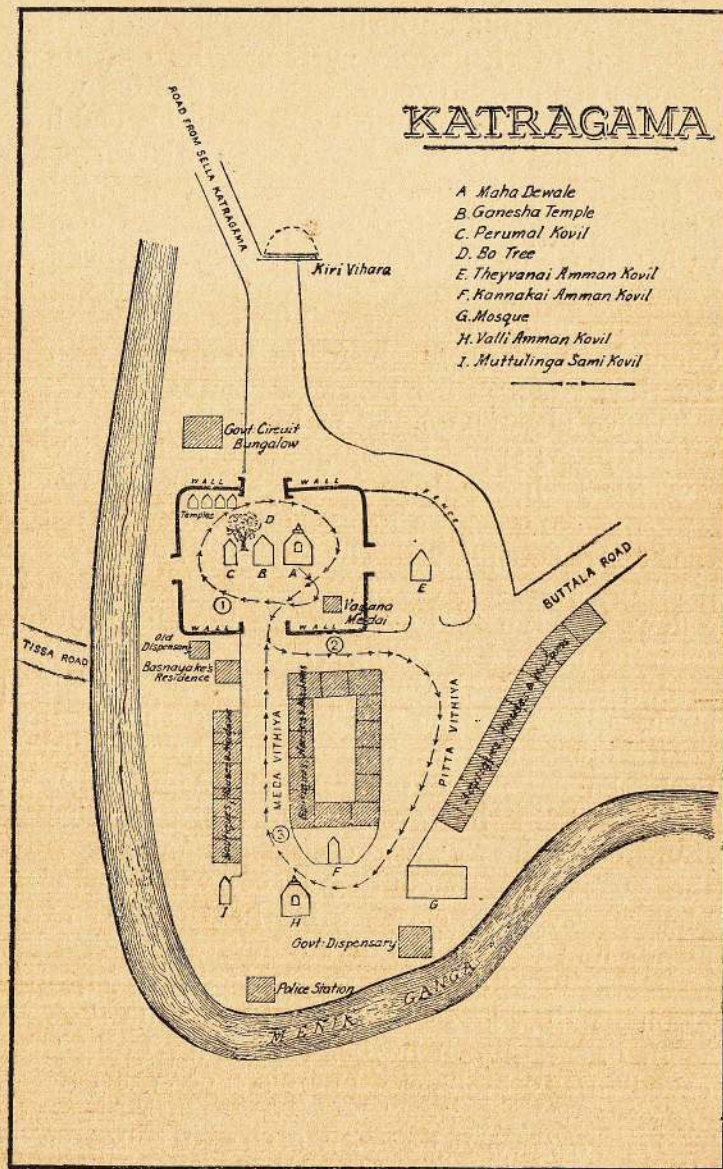 KATRAGAMA
A Maha Dewale
B. Ganesha Temple
C. Perumal Kovil
D. Bo Tree
E. Theyvanai Amman Kovil
F. Kannakai Amman Kovil
G. Mosque
H. Valli Amman Kovil
I. Muttulinga Sami Kovil
ROAD FROM SELLA KATRAGAMA
Kiri Vihara
Govt: Circuit
Bungalow
WALL
WALL
FENCE
Temples
D
C
B
A
E
BUTTALA ROAD
1
Vagana
Medai
WALL
WALL
2
TISSA ROAD
Old
Dispensary
Basnayake's
Residence
MEDA VITHIYA
PITTA VITHIYA
3
F
I
H
G
Govt: Dispensary
Police Station
MENIK GANGA